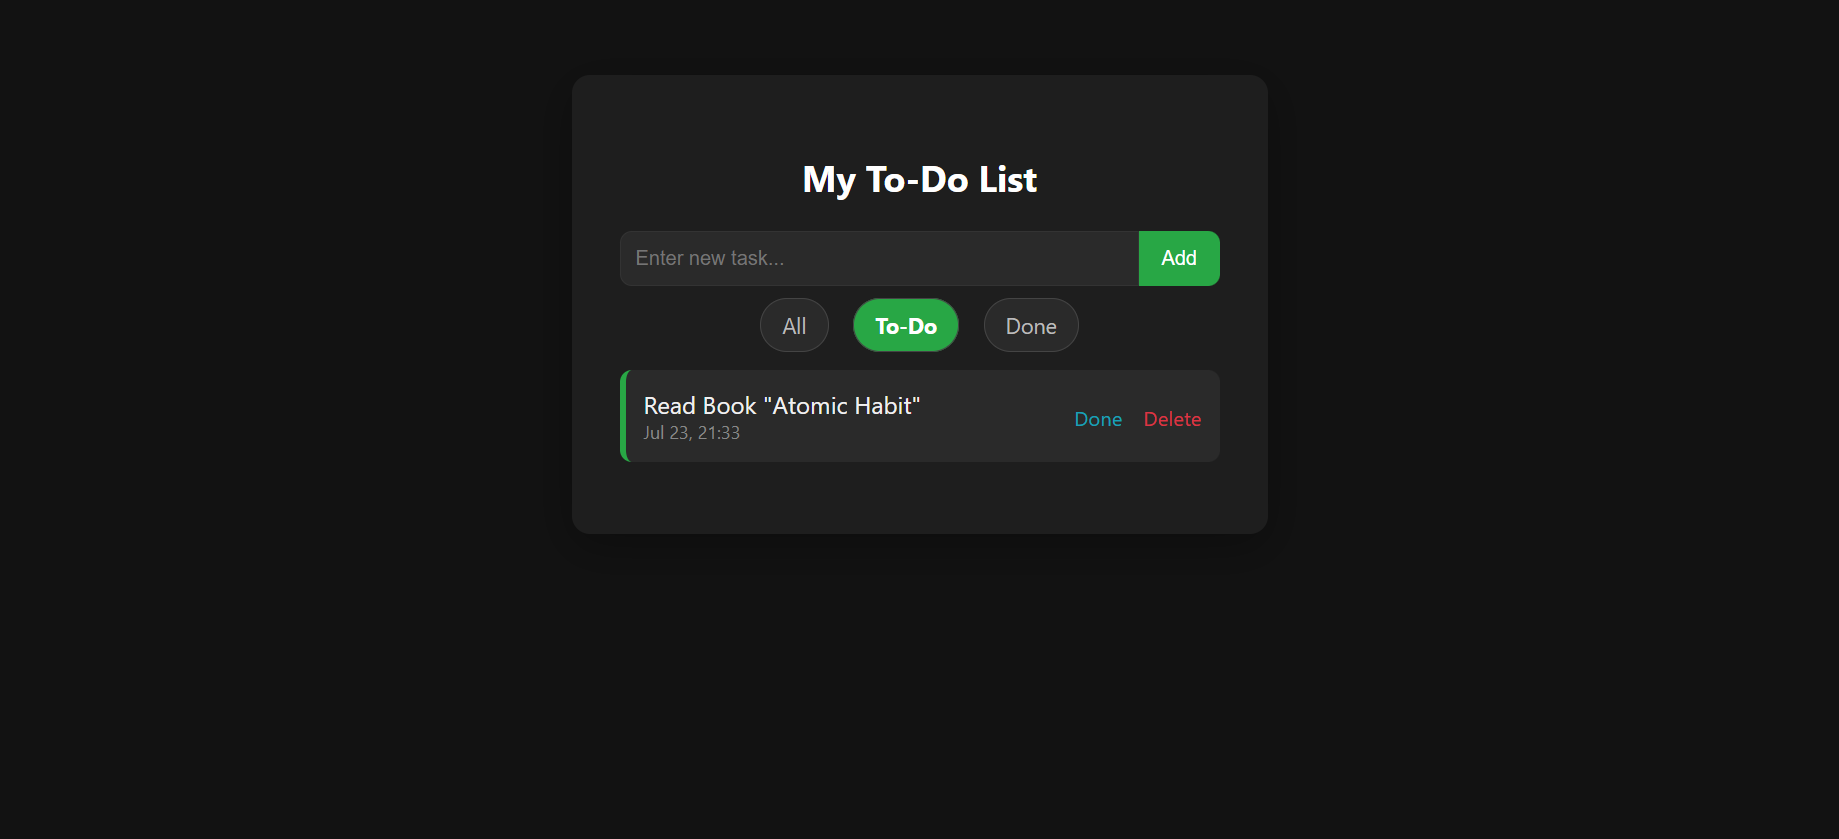 My To-Do List
Enter new task...
Add
All
To-Do
Done
Read Book "Atomic Habit"
Jul 23, 21:33
Done
Delete